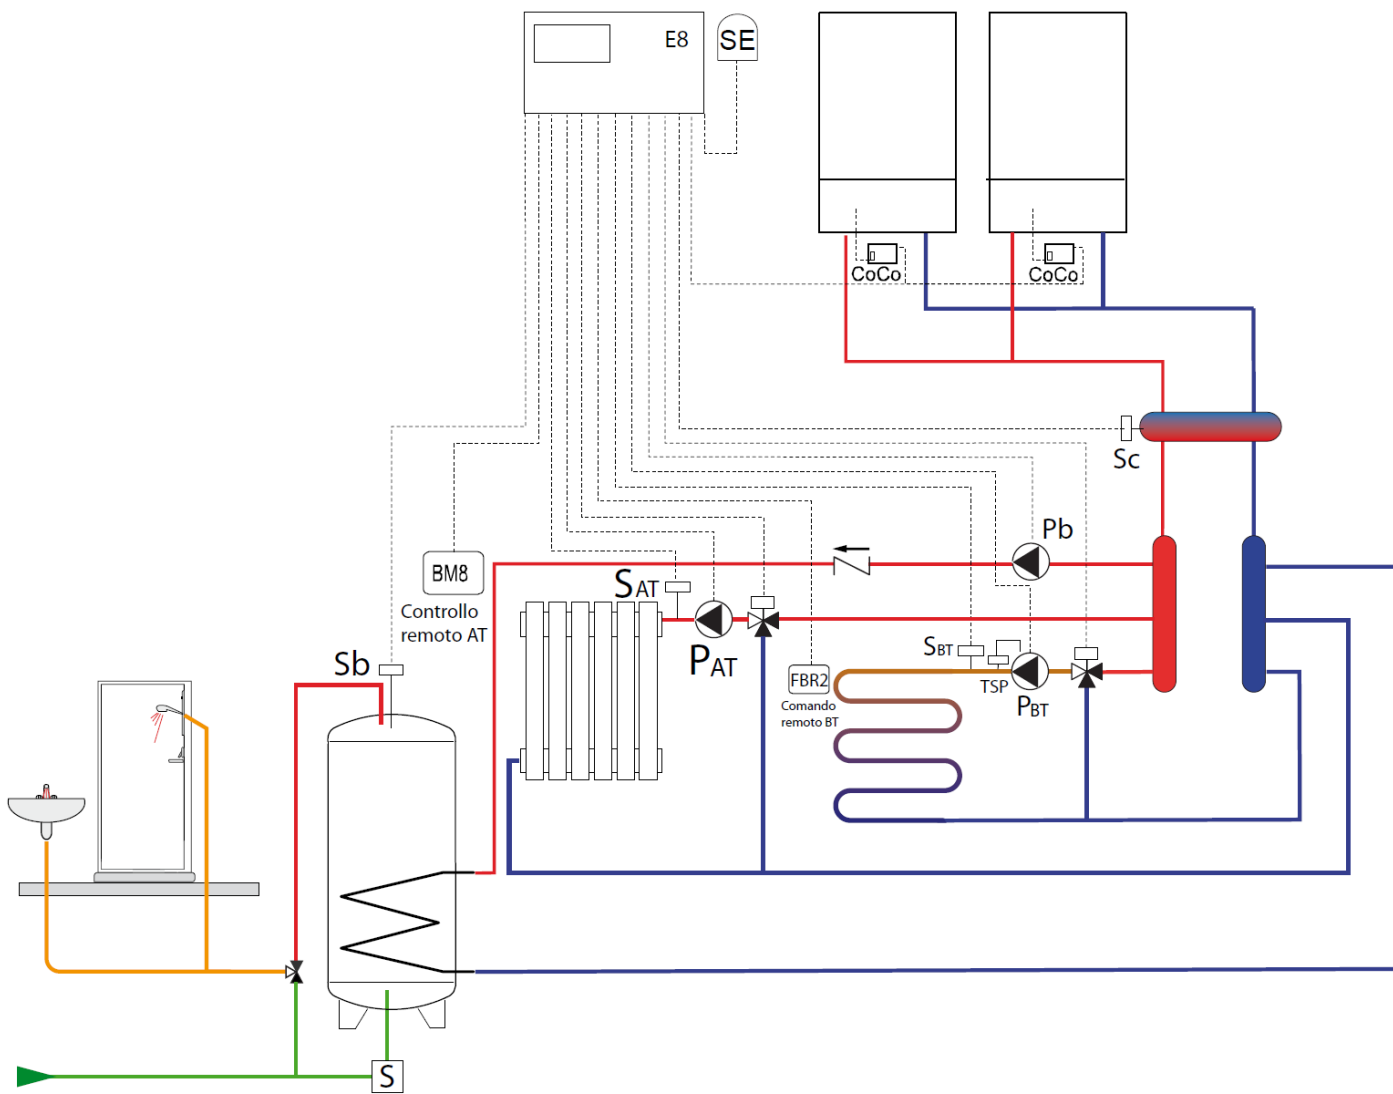 E8
SE
CoCo
CoCo
Sc
Pb
BM8
Controllo
remoto AT
SAT
PAT
Sb
FBR2
Comando
remoto BT
SBT
TSP
PBT
S